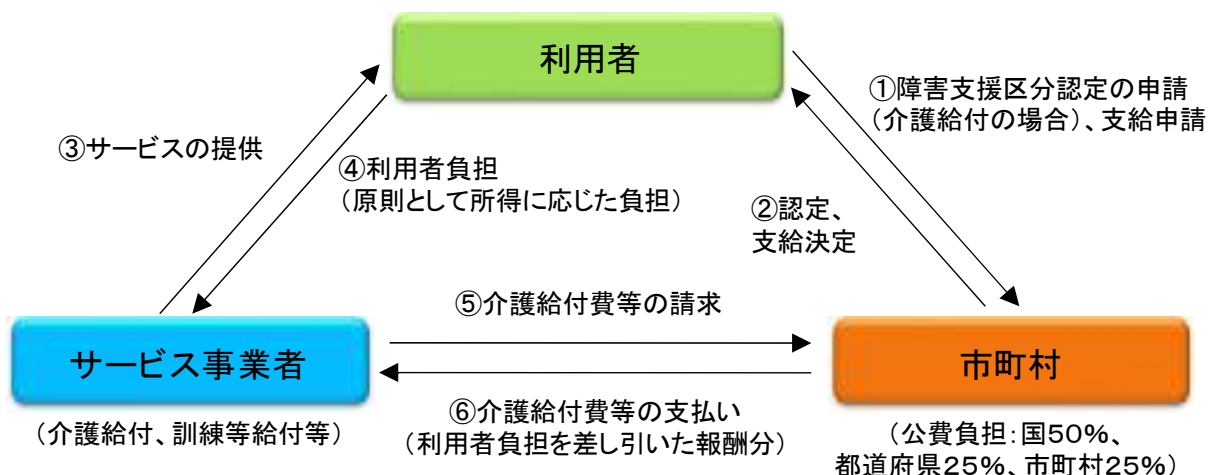 利用者
①障害支援区分認定の申請
(介護給付の場合)、支給申請
③サービスの提供
④利用者負担
(原則として所得に応じた負担)
②認定、
支給決定
⑤介護給付費等の請求
サービス事業者
市町村
(介護給付、訓練等給付等)
⑥介護給付費等の支払い
(利用者負担を差し引いた報酬分)
(公費負担:国50%、
都道府県25%、市町村25%)